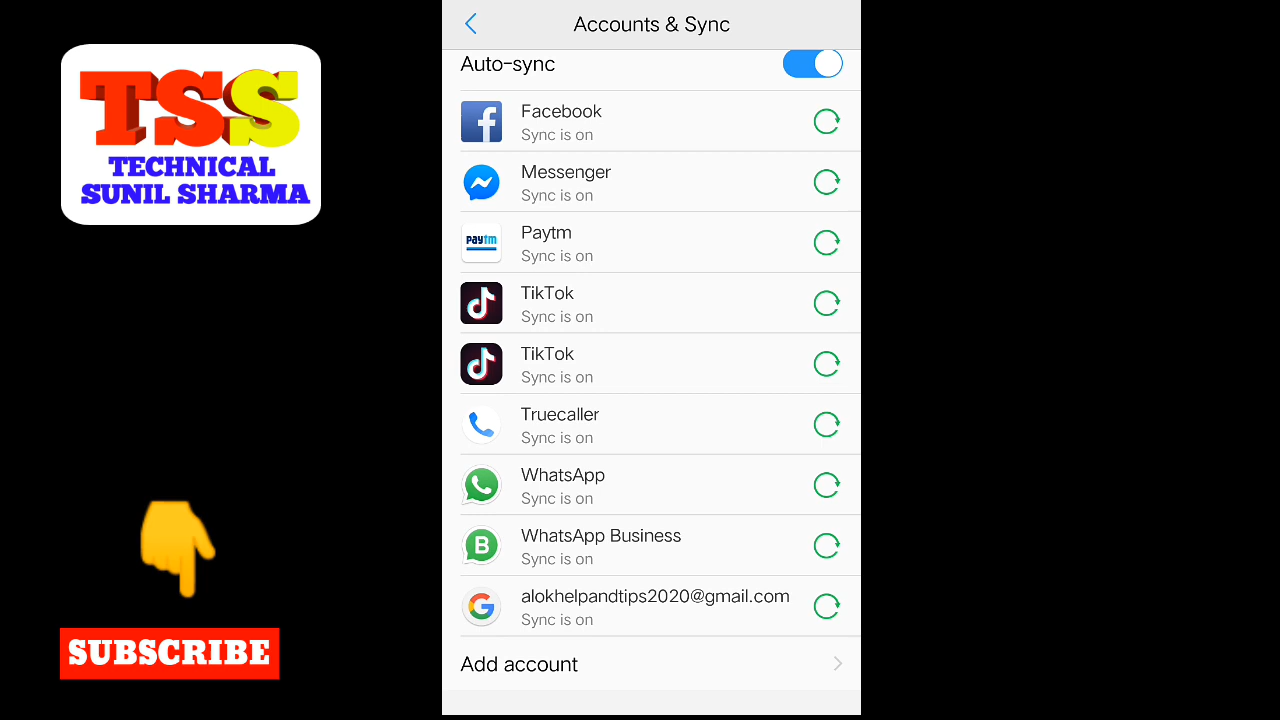 TSS
TECHNICAL
SUNIL SHARMA
SUBSCRIBE
Accounts & Sync
Auto-sync
Facebook
Sync is on
Messenger
Sync is on
Paytm
Paytm
Sync is on
TikTok
Sync is on
TikTok
Sync is on
Truecaller
Sync is on
WhatsApp
Sync is on
B
WhatsApp Business
Sync is on
alokhelpandtips2020@gmail.com
Sync is on
Add account